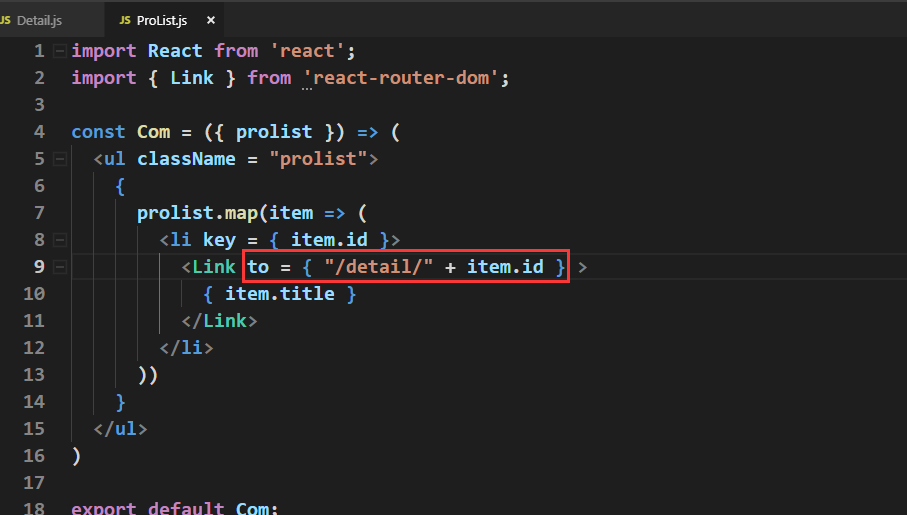 JS Detail.js JS ProList.js ×
1 import React from 'react';
2 import { Link } from 'react-router-dom';
3
4 const Com = ({ prolist }) => (
5 <ul className = "prolist">
6 {
7 prolist.map(item => (
8 <li key = { item.id }>
9 <Link to = { "/detail/" + item.id } >
10 { item.title }
11 </Link>
12 </li>
13 ))
14 }
15 </ul>
16 )
17
18 export default Com;